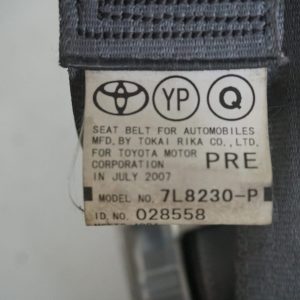 YP Q
SEAT BELT FOR AUTOMOBILES
MFD. BY TOKAI RIKA CO., LTD.
FOR TOYOTA MOTOR
CORPORATION PRE
IN JULY 2007
MODEL NO. 7L8230-P
ID. NO. 028558